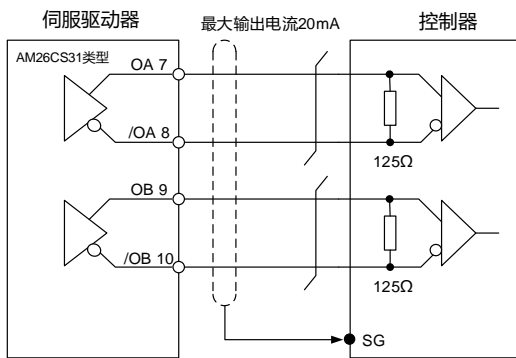 伺服驱动器
最大输出电流20mA
控制器
AM26CS31类型
OA 7
/OA 8
125Ω
OB 9
/OB 10
125Ω
SG